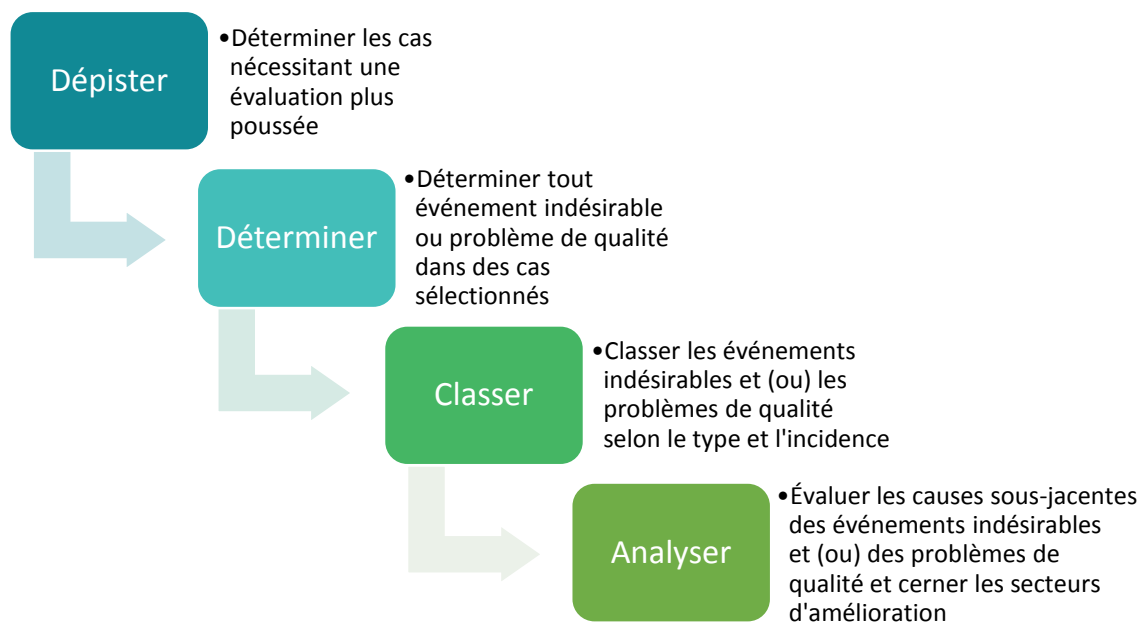 Dépister
•Déterminer les cas
nécessitant une
évaluation plus
poussée
Déterminer
•Déterminer tout
événement indésirable
ou problème de qualité
dans des cas
sélectionnés
Classer
•Classer les événements
indésirables et (ou) les
problèmes de qualité
selon le type et l'incidence
Analyser
•Évaluer les causes sous-jacentes
des événements indésirables
et (ou) des problèmes de
qualité et cerner les secteurs
d'amélioration